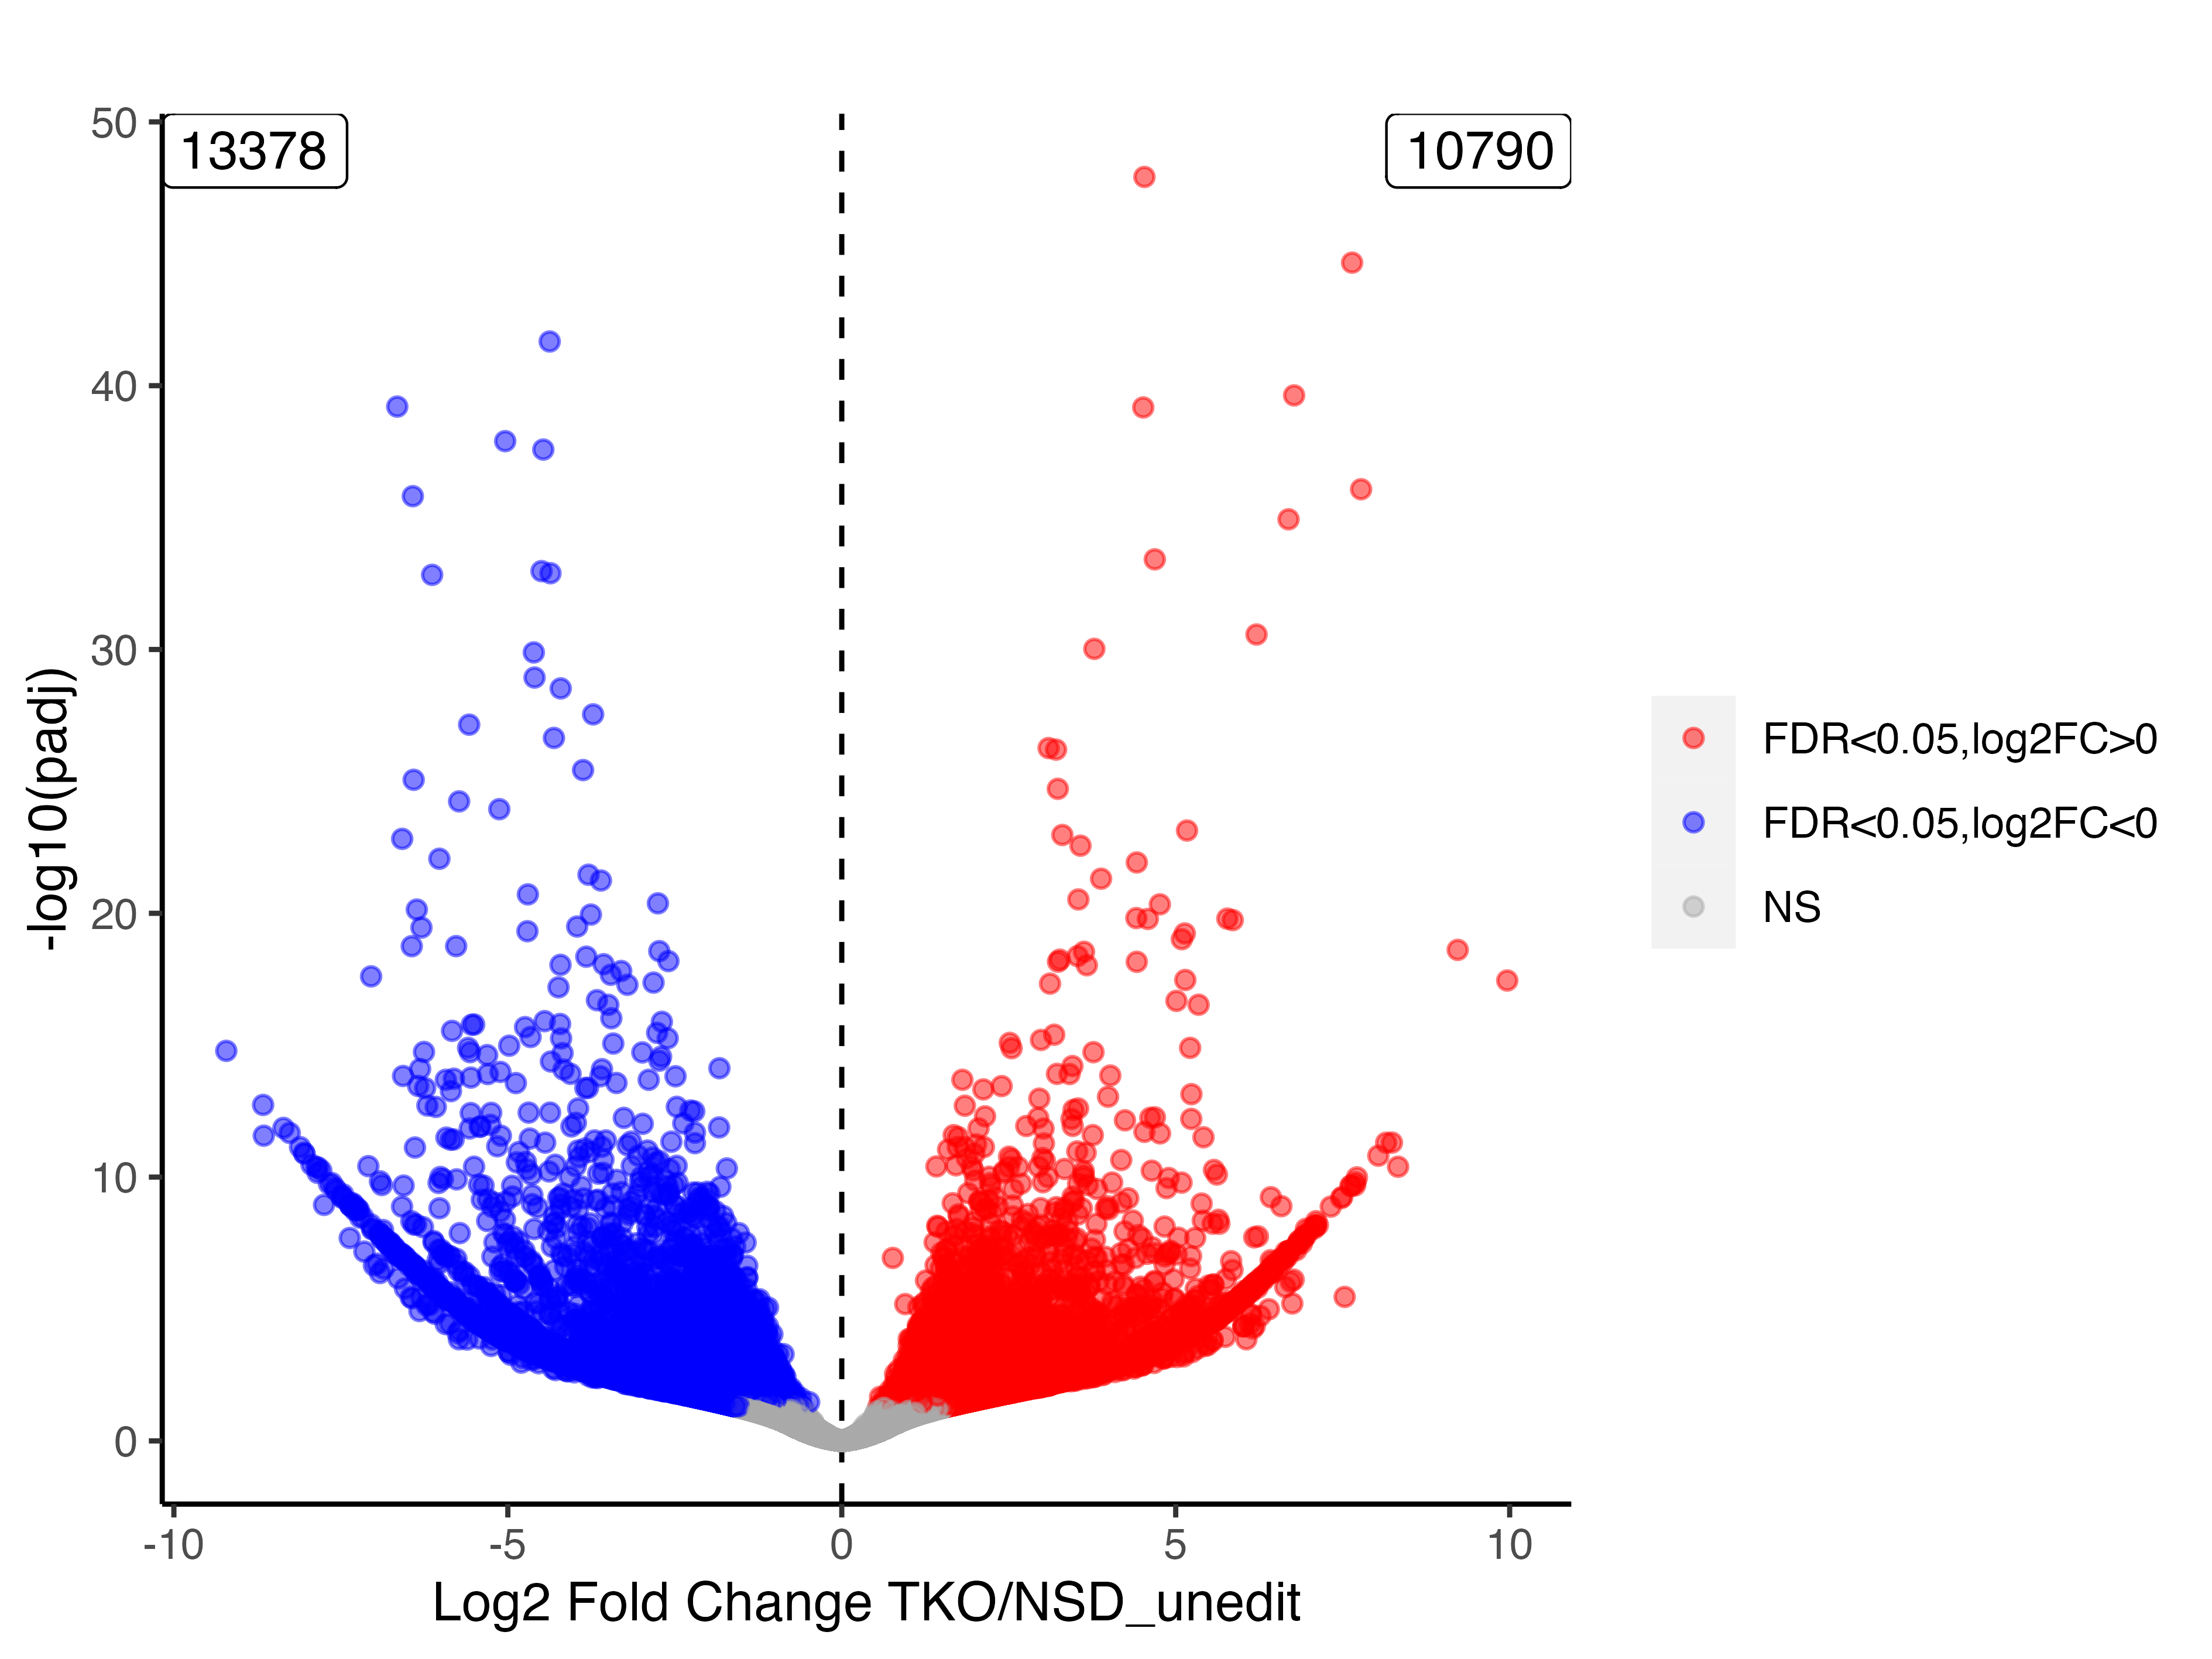 50
13378
10790
40
30
20
10
0
-log10(padj)
-10
-5
0
5
10
Log2 Fold Change TKO/NSD_unedit
FDR<0.05,log2FC>0
FDR<0.05,log2FC<0
NS